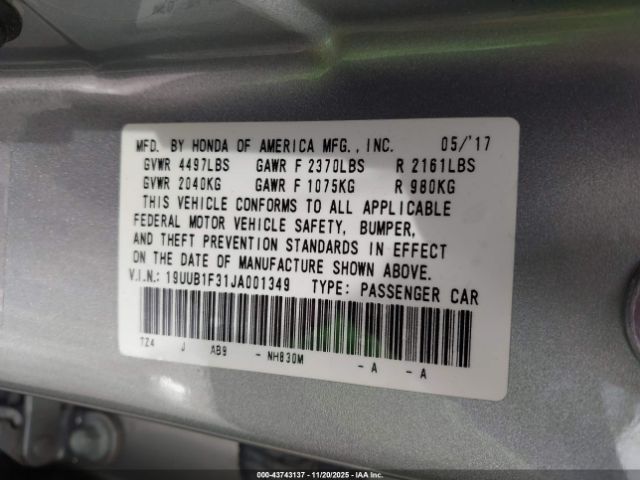 MFD. BY HONDA OF AMERICA MFG., INC. 05/'17
GVWR 4497LBS GAWR F 2370LBS R 2161LBS
GVWR 2040KG GAWR F 1075KG R 980KG
THIS VEHICLE CONFORMS TO ALL APPLICABLE
FEDERAL MOTOR VEHICLE SAFETY, BUMPER,
AND THEFT PREVENTION STANDARDS IN EFFECT
ON THE DATE OF MANUFACTURE SHOWN ABOVE.
V.I.N.: 19UUB1F31JA001349 TYPE: PASSENGER CAR
TZ4 J AB9 - NH830M - A - A
000-43743137 - 11/20/2025 - IAA Inc.